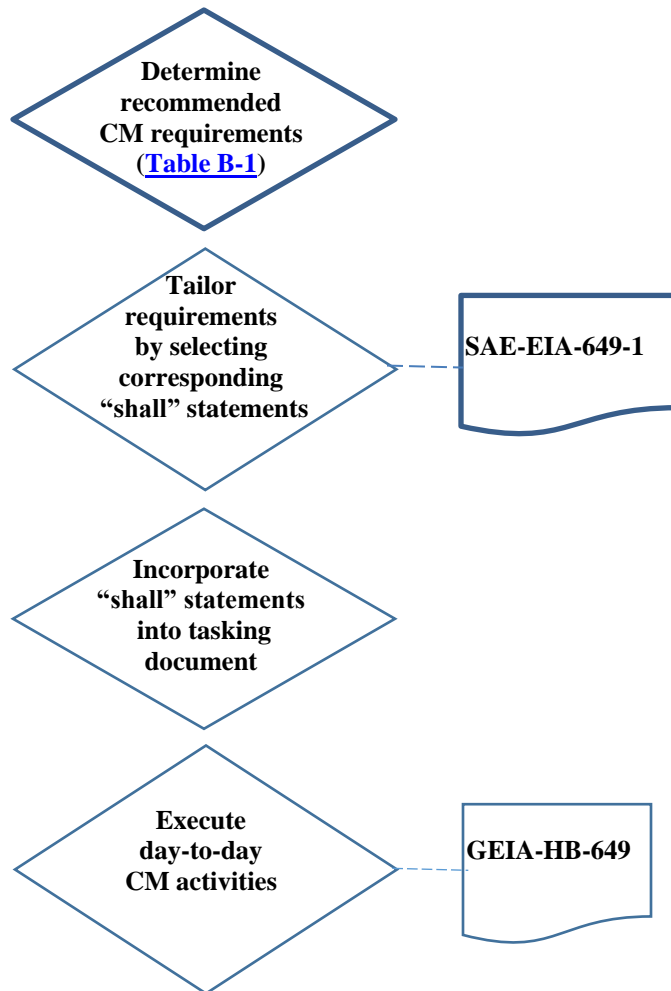 Determine
recommended
CM requirements
(Table B-1)
Tailor
requirements
by selecting
corresponding
“shall” statements
SAE-EIA-649-1
Incorporate
“shall” statements
into tasking
document
Execute
day-to-day
CM activities
GEIA-HB-649